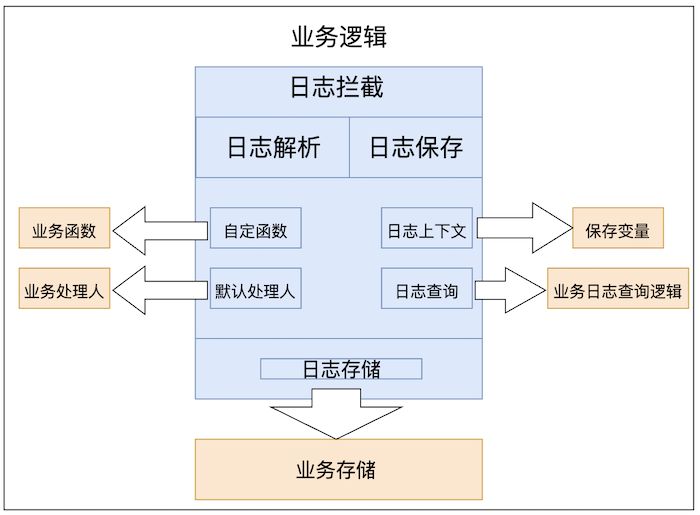 业务逻辑
日志拦截
日志解析 日志保存
业务函数 自定函数 日志上下文 保存变量
业务处理人 默认处理人 日志查询 业务日志查询逻辑
日志存储
业务存储